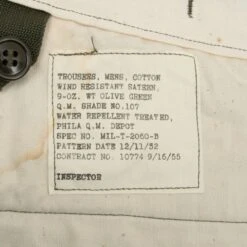 TROUSERS, MENS, COTTON
WIND RESISTANT SATEEN,
9-OZ. WT OLIVE GREEN
Q.M. SHADE NO.107
WATER REPELLENT TREATED,
PHILA Q.M. DEPOT
SPEC NO. MIL-T-2060-B
PATTERN DATE 12/11/52
CONTRACT NO. 10774 9/16/55
INSPECTOR